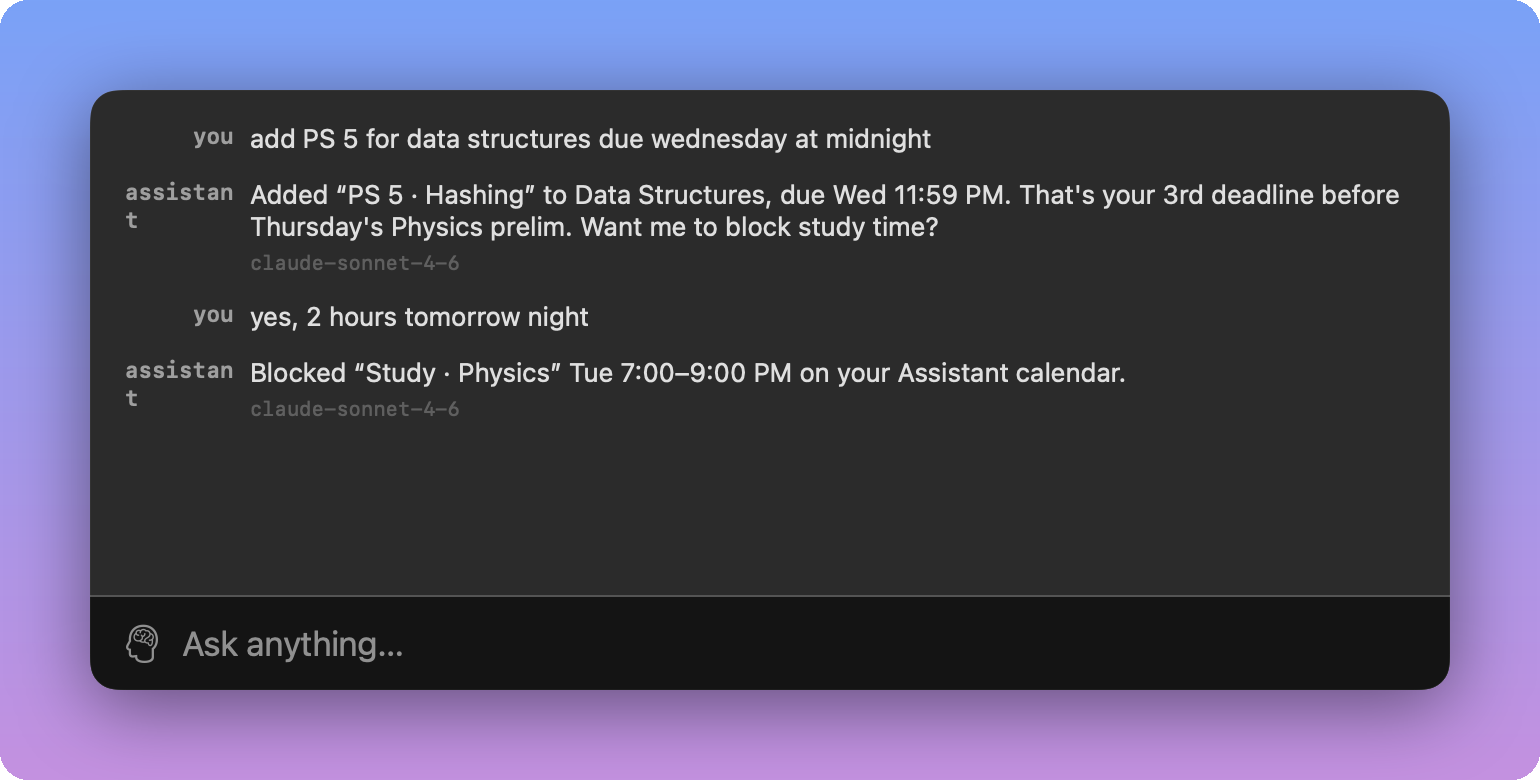 you add PS 5 for data structures due wednesday at midnight
assistan Added “PS 5 · Hashing” to Data Structures, due Wed 11:59 PM. That's your 3rd deadline before
t Thursday's Physics prelim. Want me to block study time?
claude-sonnet-4-6
you yes, 2 hours tomorrow night
assistan Blocked “Study · Physics” Tue 7:00–9:00 PM on your Assistant calendar.
t
claude-sonnet-4-6
Ask anything...